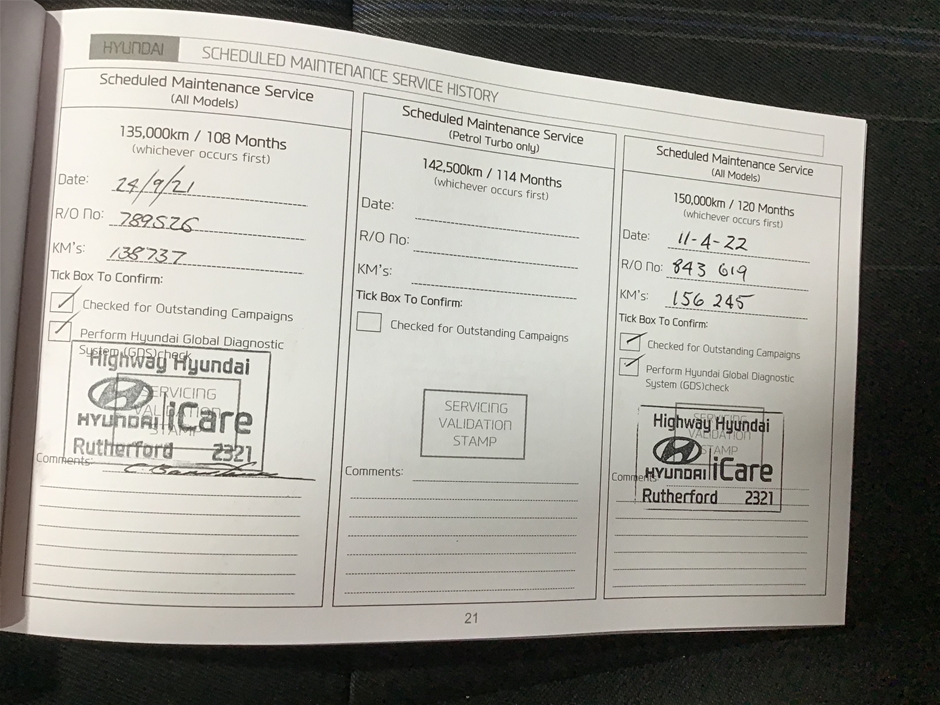 HYUNDAI SCHEDULED MAINTENANCE SERVICE HISTORY
Scheduled Maintenance Service
(All Models)
135,000km / 108 Months
(whichever occurs first)
Date: 24/9/21
R/O No: 789526
KM's: 138737
Tick Box To Confirm:
Checked for Outstanding Campaigns
Perform Hyundai Global Diagnostic
System (GDS)check
Highway Hyundai
SERVICING
VALIDATION
STAMP
HYUNDAI iCare
Rutherford 2321
Comments:
Scheduled Maintenance Service
(Petrol Turbo only)
142,500km / 114 Months
(whichever occurs first)
Date:
R/O No:
KM's:
Tick Box To Confirm:
Checked for Outstanding Campaigns
SERVICING
VALIDATION
STAMP
Comments:
Scheduled Maintenance Service
(All Models)
150,000km / 120 Months
(whichever occurs first)
Date: 11-4-22
R/O No: 843 619
KM's: 156 245
Tick Box To Confirm:
Checked for Outstanding Campaigns
Perform Hyundai Global Diagnostic
System (GDS)check
SERVICING
Highway Hyundai
VALIDATION
STAMP
HYUNDAI iCare
Comments
Rutherford 2321
21